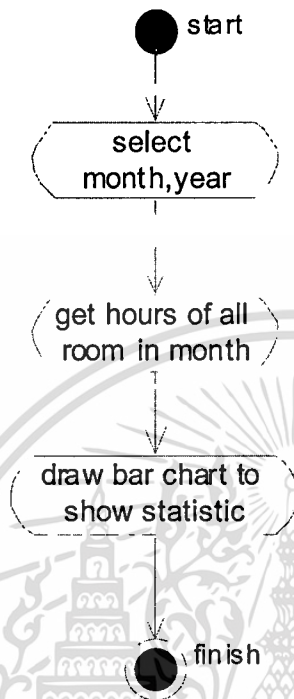 start
select
month,year
get hours of all
room in month
draw bar chart to
show statistic
finish